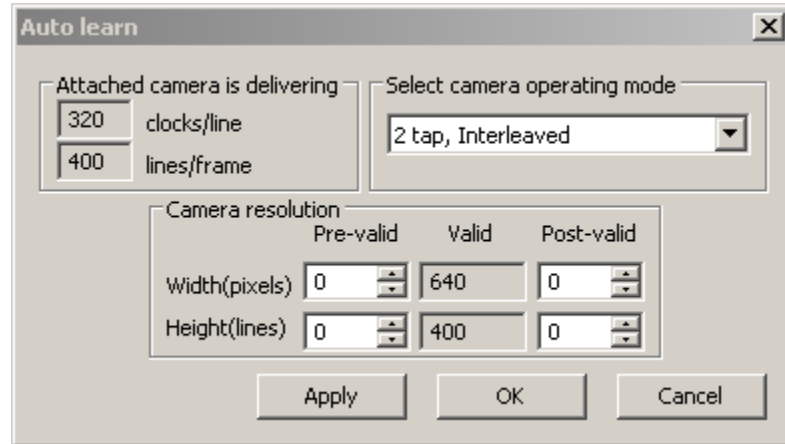 Auto learn
Attached camera is delivering
320 clocks/line
400 lines/frame
Select camera operating mode
2 tap, Interleaved
Camera resolution
Pre-valid Valid Post-valid
Width(pixels) 0 640 0
Height(lines) 0 400 0
Apply OK Cancel